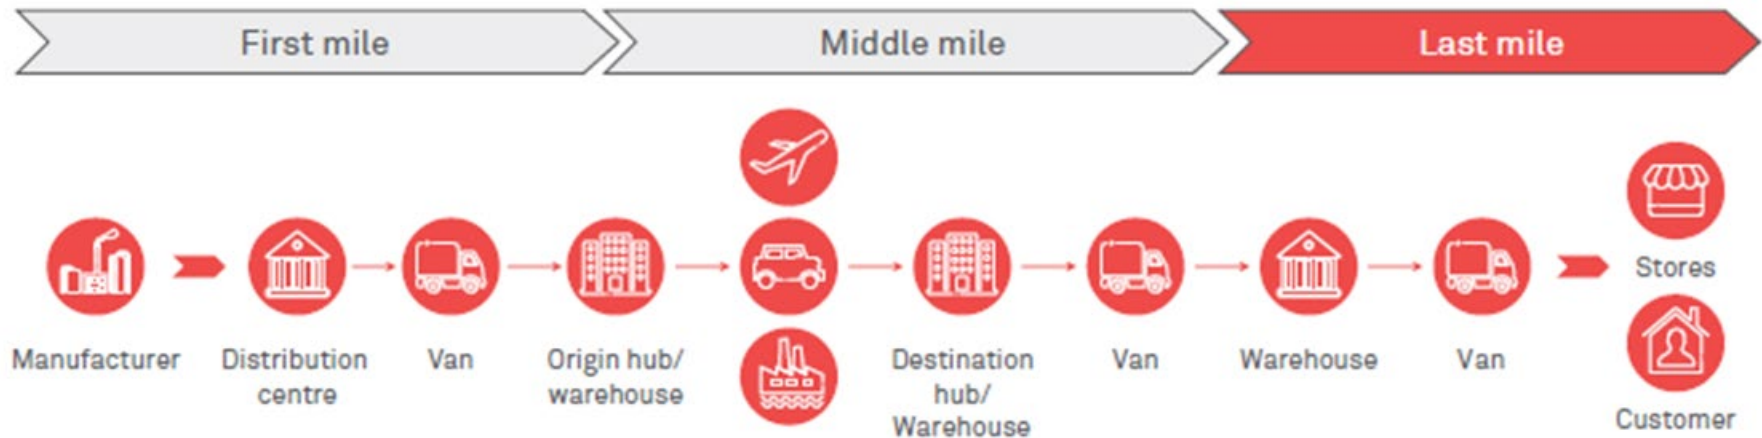 First mile
Middle mile
Last mile
Manufacturer
Distribution
centre
Van
Origin hub/
warehouse
Destination
hub/
Warehouse
Van
Warehouse
Van
Stores
Customer